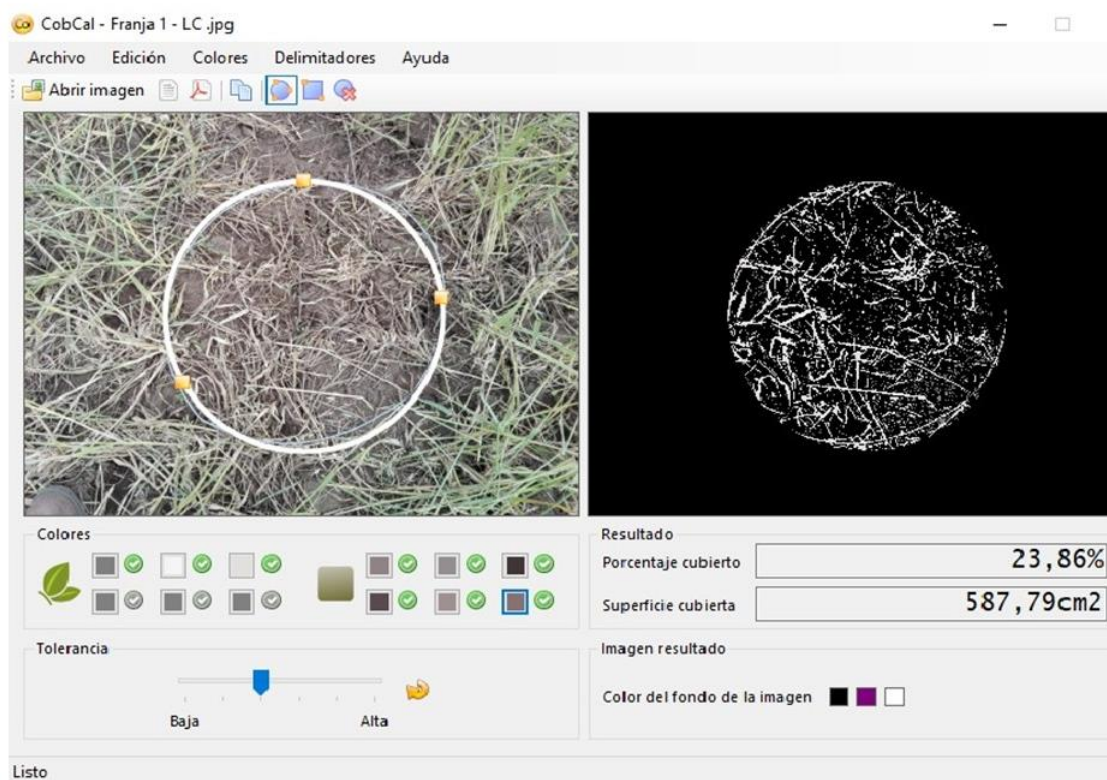 CobCal - Franja 1 - LC .jpg
Archivo Edición Colores Delimitadores Ayuda
Abrir imagen
Colores
Resultado
Porcentaje cubierto 23,86%
Superficie cubierta 587,79cm2
Tolerancia
Baja Alta
Imagen resultado
Color del fondo de la imagen
Listo